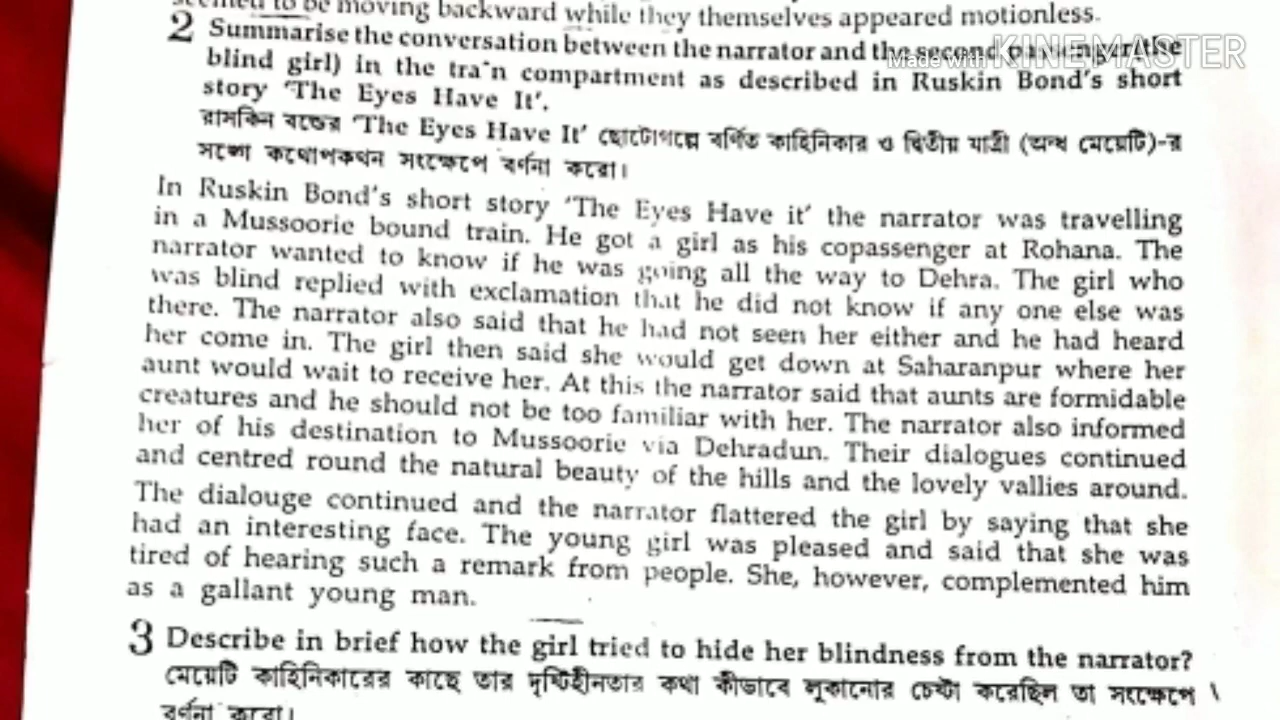 seemed to be moving backward while they themselves appeared motionless.
Made with KINEMASTER
2 Summarise the conversation between the narrator and the second passenger (the
blind girl) in the tra`n compartment as described in Ruskin Bond's short
story 'The Eyes Have It'.
রাসকিন বন্ডের 'The Eyes Have It' ছোটোগল্পে বর্ণিত কাহিনিকার ও দ্বিতীয় যাত্রী (অন্ধ মেয়েটি)-র
সঙ্গে কথোপকথন সংক্ষেপে বর্ণনা করো।
In Ruskin Bond's short story 'The Eyes Have it' the narrator was travelling
in a Mussoorie bound train. He got a girl as his copassenger at Rohana. The
narrator wanted to know if he was going all the way to Dehra. The girl who
was blind replied with exclamation that he did not know if any one else was
there. The narrator also said that he had not seen her either and he had heard
her come in. The girl then said she would get down at Saharanpur where her
aunt would wait to receive her. At this the narrator said that aunts are formidable
creatures and he should not be too familiar with her. The narrator also informed
her of his destination to Mussoorie via Dehradun. Their dialogues continued
and centred round the natural beauty of the hills and the lovely vallies around.
The dialouge continued and the narrator flattered the girl by saying that she
had an interesting face. The young girl was pleased and said that she was
tired of hearing such a remark from people. She, however, complemented him
as a gallant young man.
3 Describe in brief how the girl tried to hide her blindness from the narrator?
মেয়েটি কাহিনিকারের কাছে তার দৃষ্টিহীনতার কথা কীভাবে লুকানোর চেষ্টা করেছিল তা সংক্ষেপে
বর্ণনা করো।